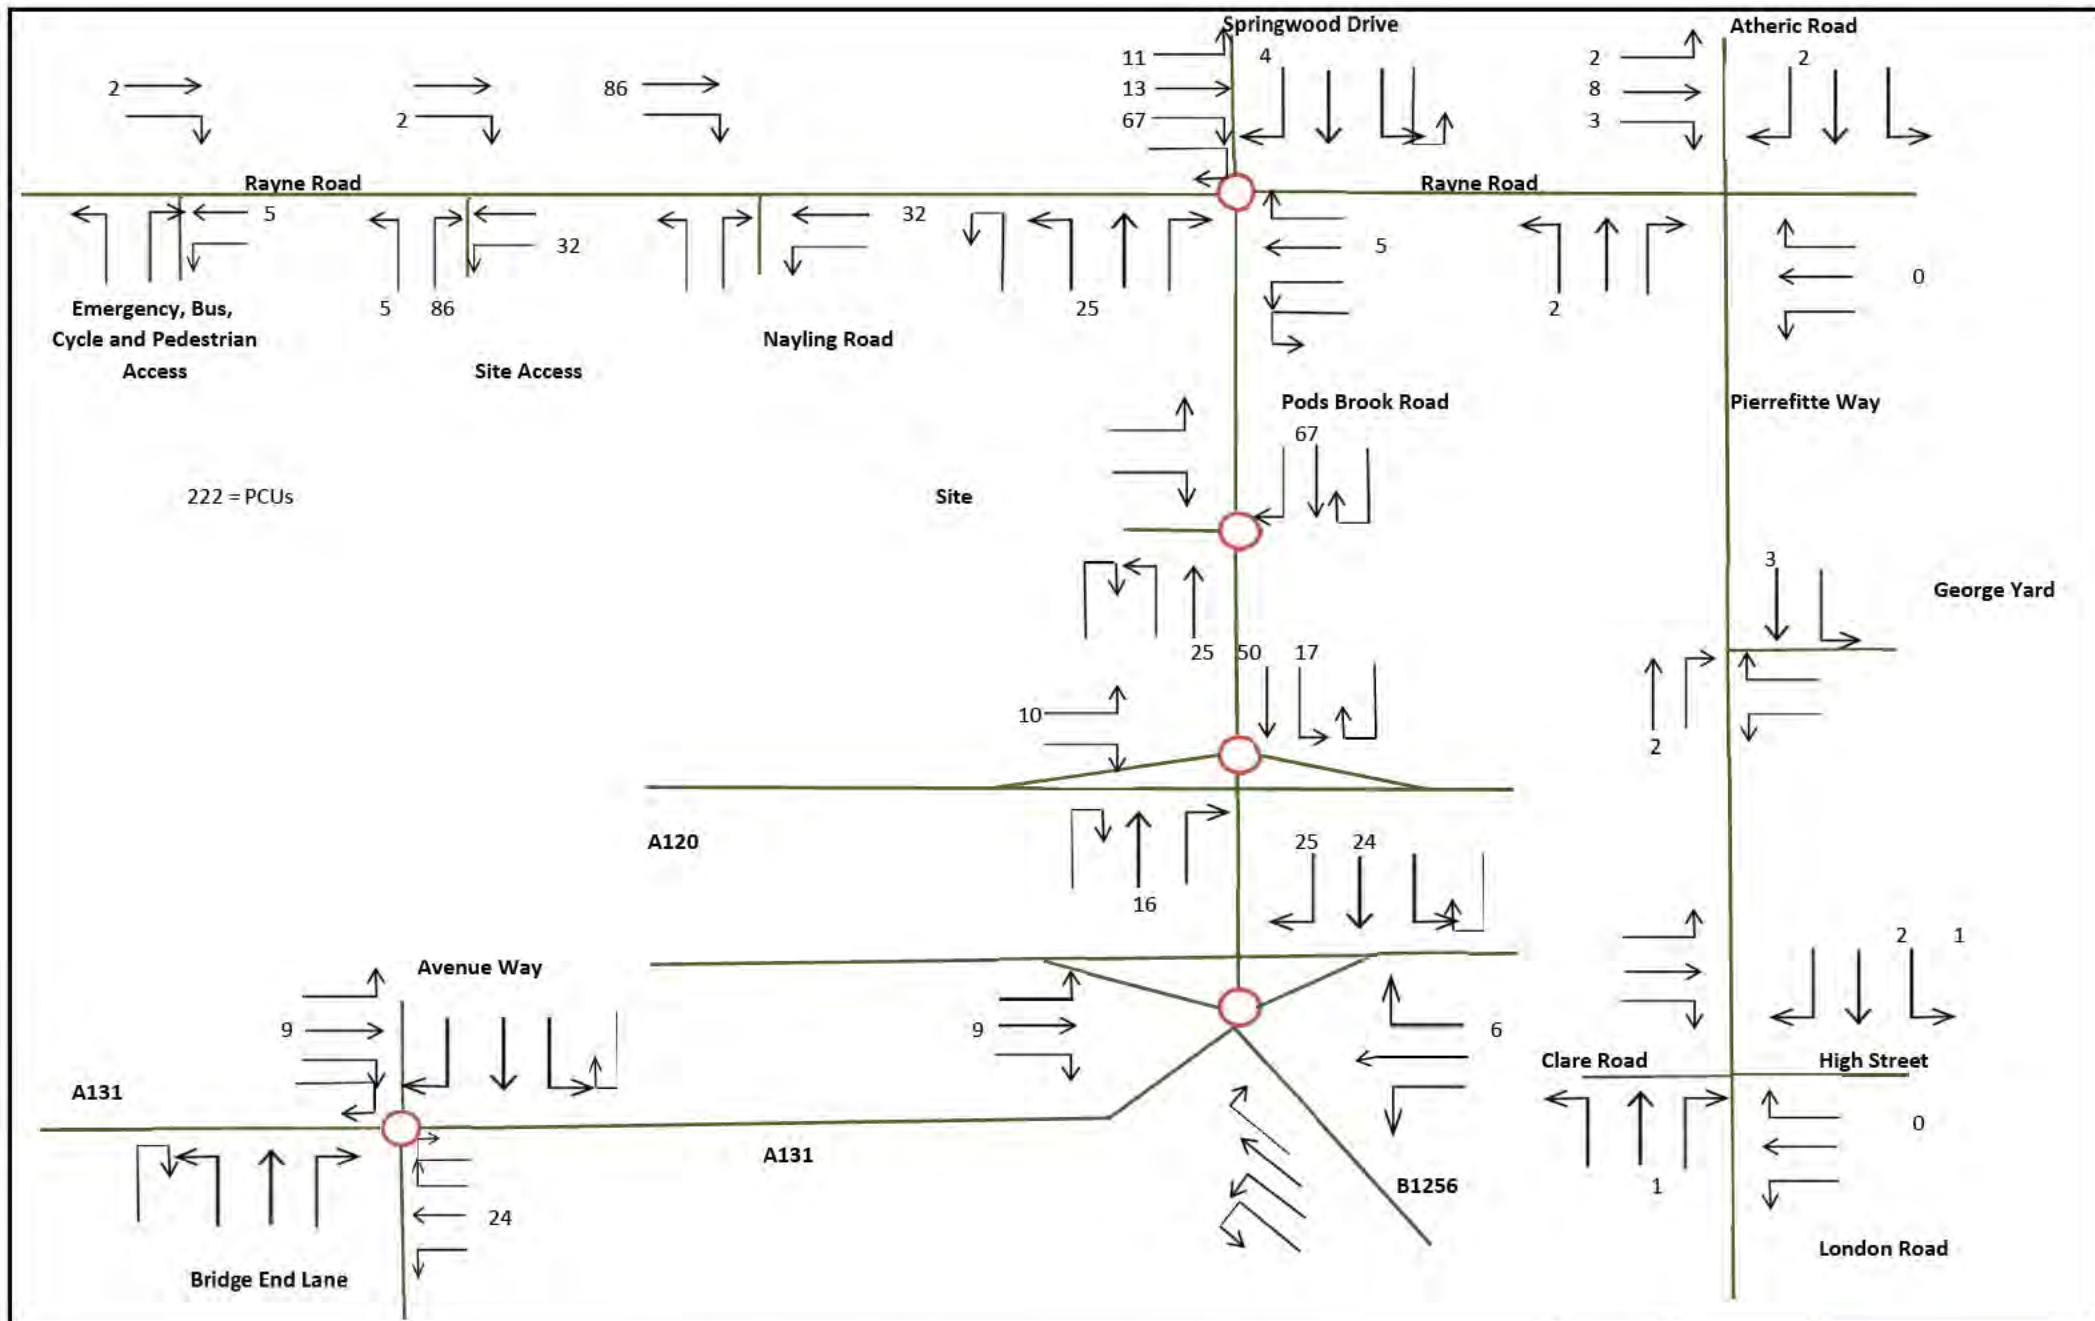 Springwood Drive
Atheric Road
11
4
2
2
2
86
13
8
2
67
3
Rayne Road
Rayne Road
5
32
32
5
0
Emergency, Bus,
Cycle and Pedestrian
Access
5
86
25
2
Nayling Road
Site Access
Pods Brook Road
Pierrefitte Way
67
222 = PCUs
Site
3
George Yard
25
50
17
10
2
A120
25
24
16
2
1
Avenue Way
9
9
6
Clare Road
High Street
A131
0
A131
B1256
1
24
London Road
Bridge End Lane